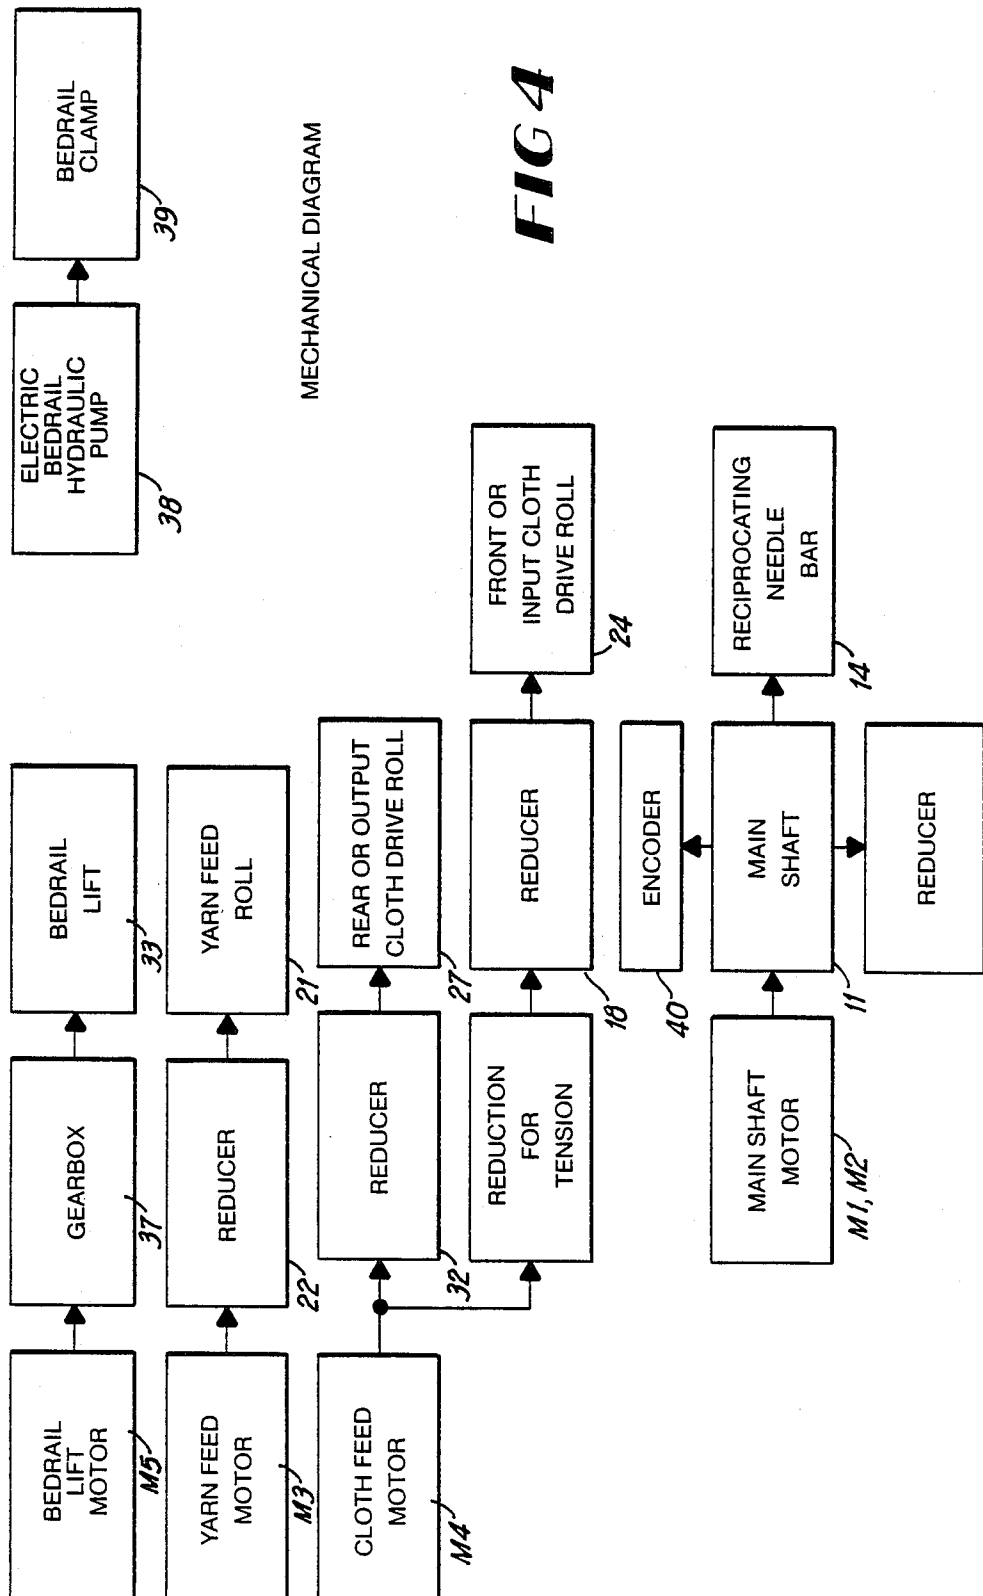 BEDRAIL
LIFT
MOTOR
M5
GEARBOX
37
BEDRAIL
LIFT
33
ELECTRIC
BEDRAIL
HYDRAULIC
PUMP
38
BEDRAIL
CLAMP
39
YARN FEED
MOTOR
M3
REDUCER
22
YARN FEED
ROLL
21
CLOTH FEED
MOTOR
M4
REDUCER
32
REAR OR OUTPUT
CLOTH DRIVE ROLL
27
MECHANICAL DIAGRAM
REDUCTION
FOR
TENSION
REDUCER
18
FRONT OR
INPUT CLOTH
DRIVE ROLL
24
FIG 4
ENCODER
40
MAIN SHAFT
MOTOR
M1, M2
MAIN
SHAFT
11
RECIPROCATING
NEEDLE
BAR
14
REDUCER